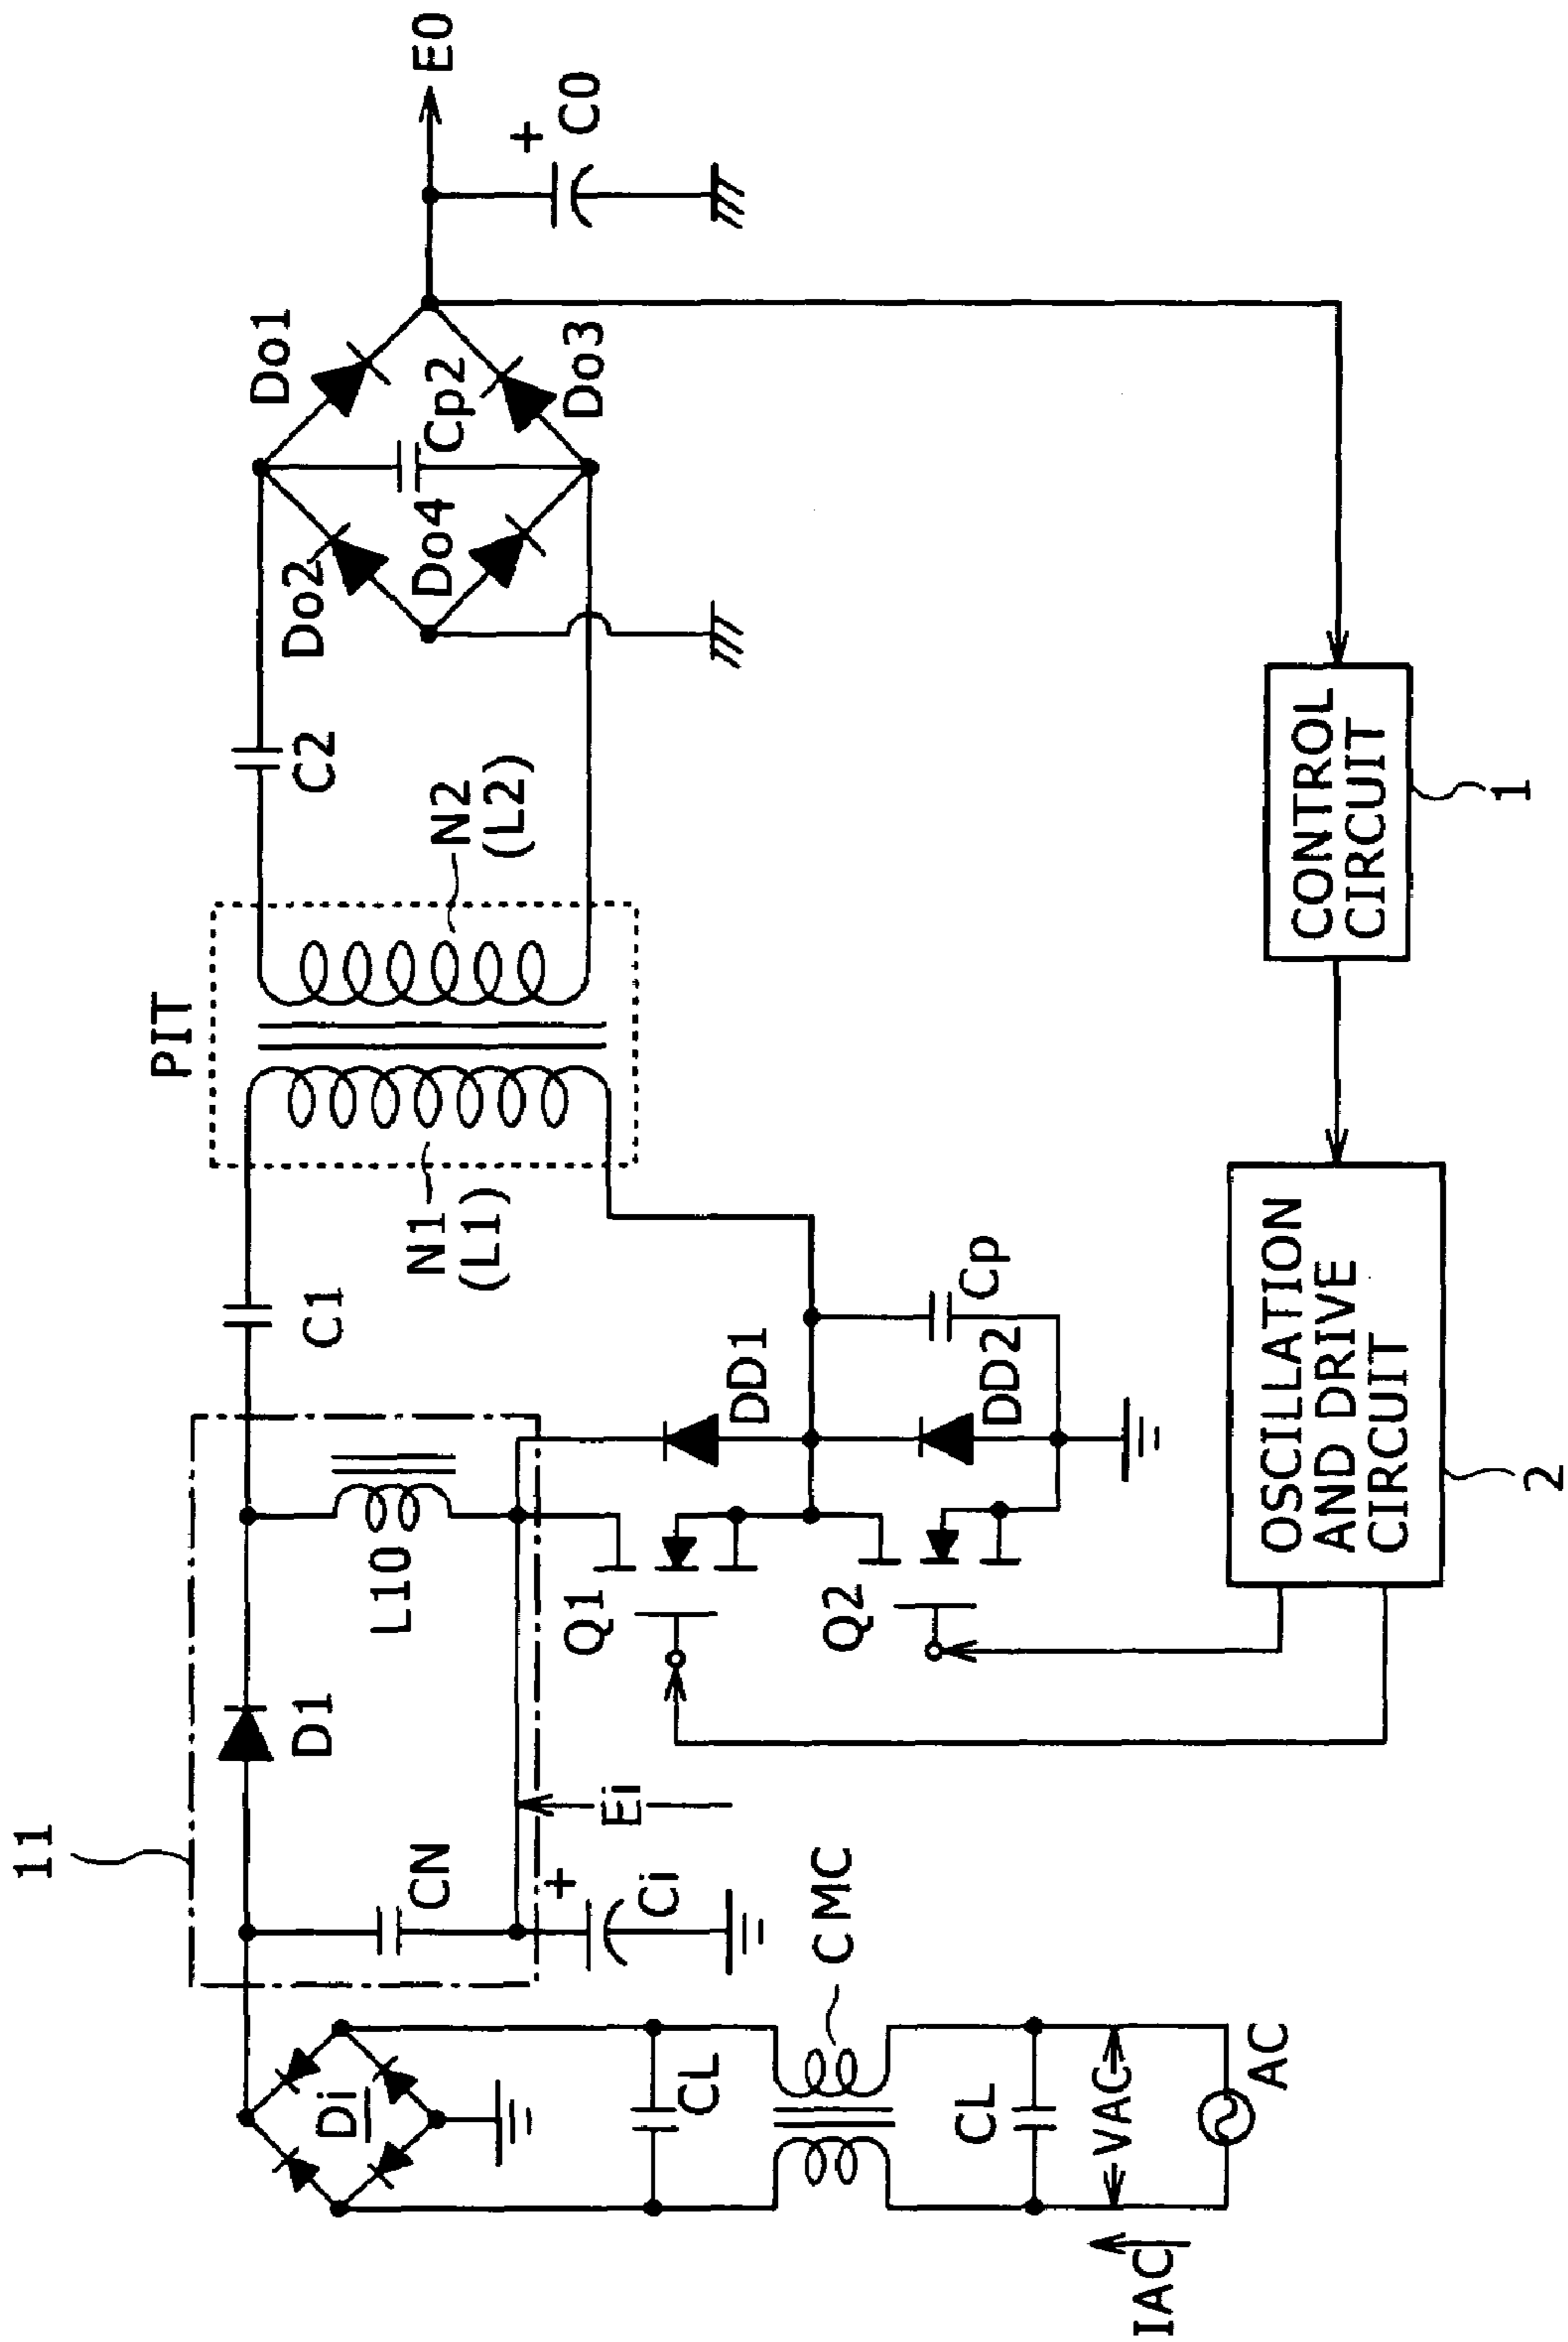 11
D1
L10
CN
+
Ci
Ei
Di
CL
CMC
CL
VAC
AC
IAC
C1
PIT
N1
(L1)
N2
(L2)
C2
Do1
Do2
Do3
Do4
Cp2
+
C0
E0
Q1
Q2
DD1
DD2
Cp
CONTROL
CIRCUIT
1
OSCILLATION
AND DRIVE
CIRCUIT
2